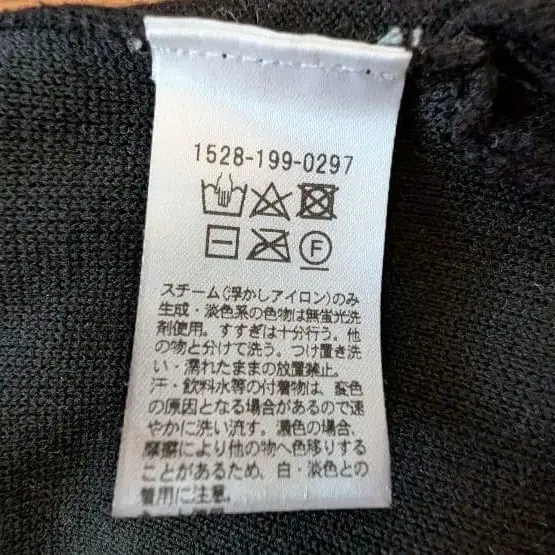 1528-199-0297
F
スチーム(浮かしアイロン)のみ
生成・淡色系の色物は無蛍光洗
剤使用。すすぎは十分行う。他
の物と分けて洗う。つけ置き洗
い・濡れたままの放置禁止。
汗・飲料水等の付着物は、変色
の原因となる場合があるので速
やかに洗い流す。濃色の場合、
摩擦により他の物へ色移りする
ことがあるため、白・淡色との
着用に注意。